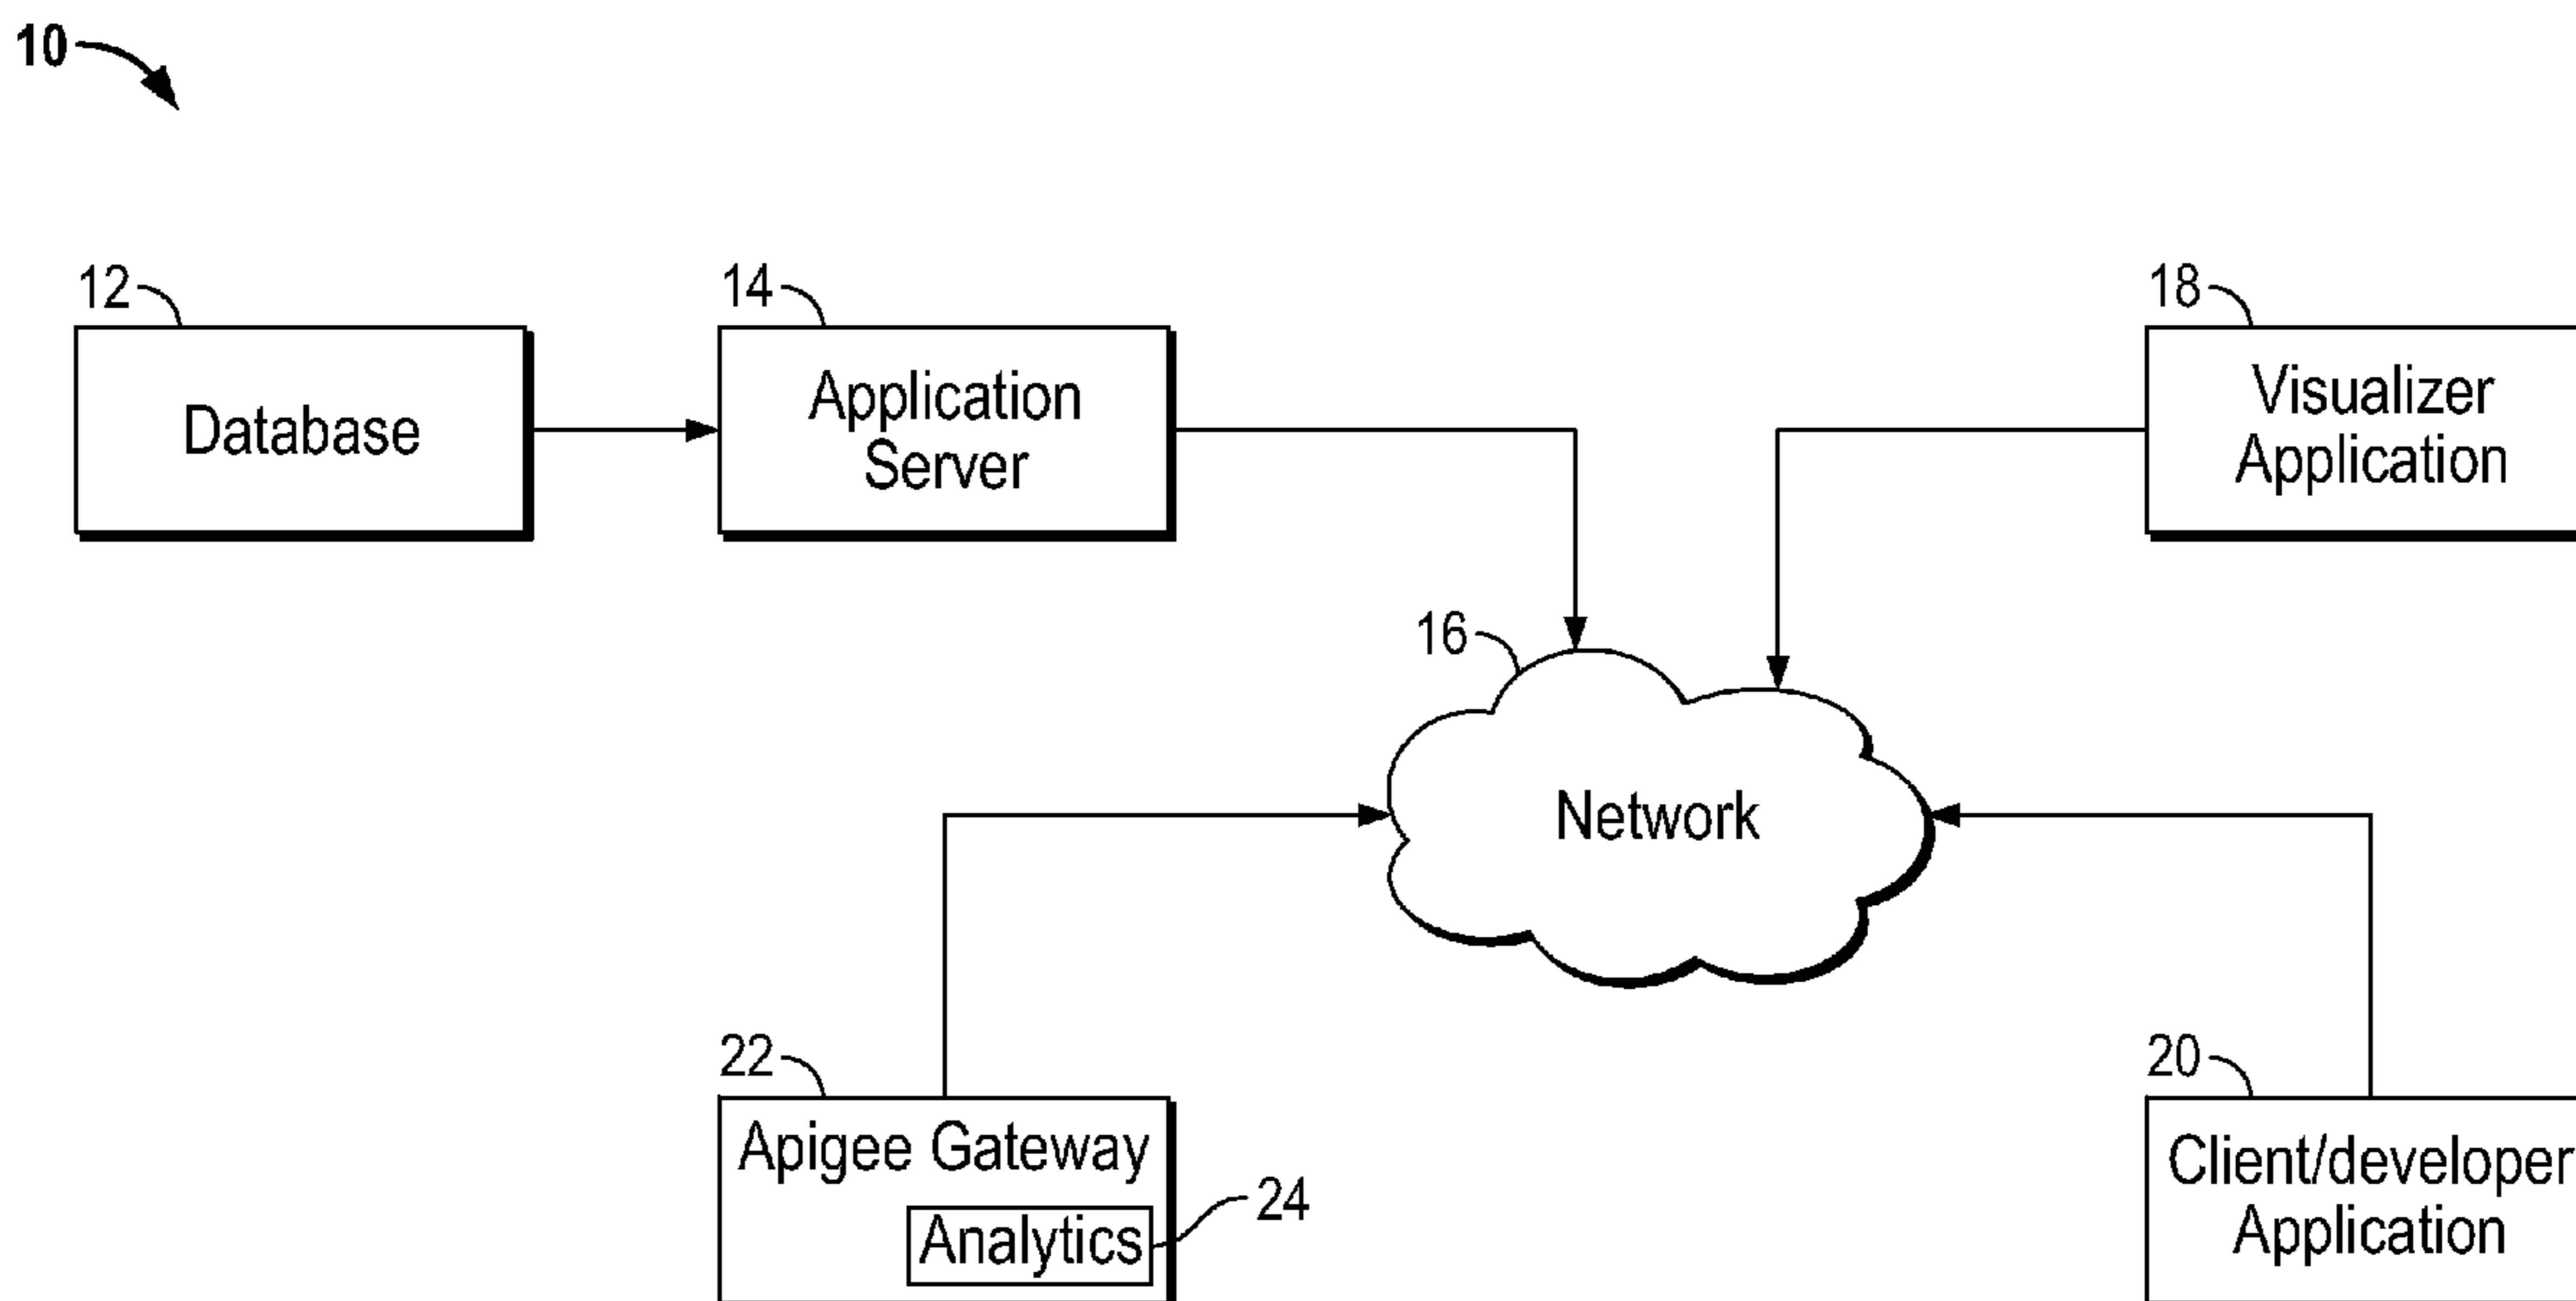 10
12
14
18
Database
Application
Server
Visualizer
Application
16
Network
22
20
Apigee Gateway
Client/developer
Application
24
Analytics